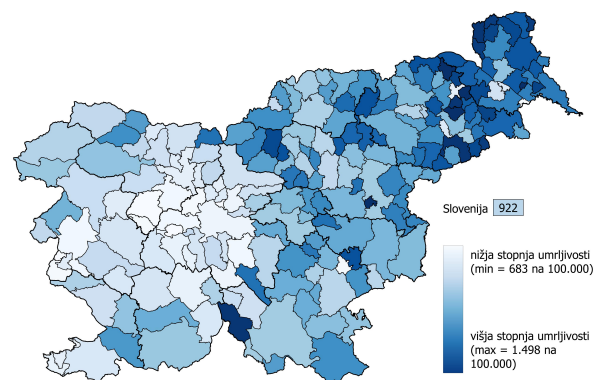 Slovenija 922
nižja stopnja umrljivosti
(min = 683 na 100.000)
višja stopnja umrljivosti
(max = 1.498 na
100.000)